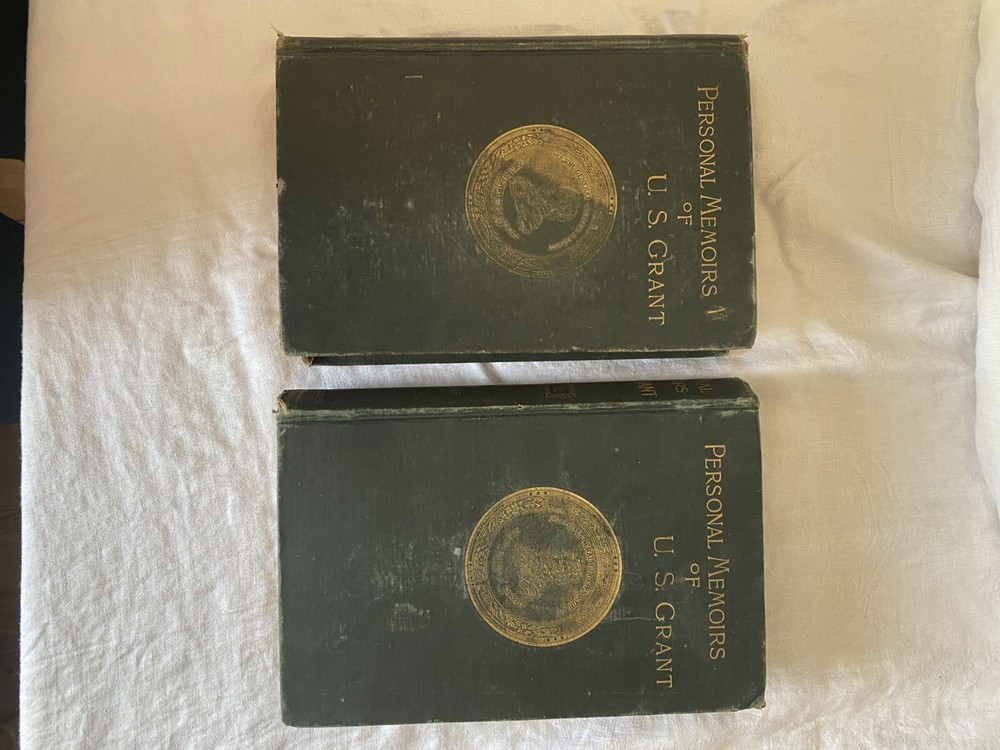 PERSONAL MEMOIRS
OF
U. S. GRANT
PERSONAL MEMOIRS
OF
U. S. GRANT